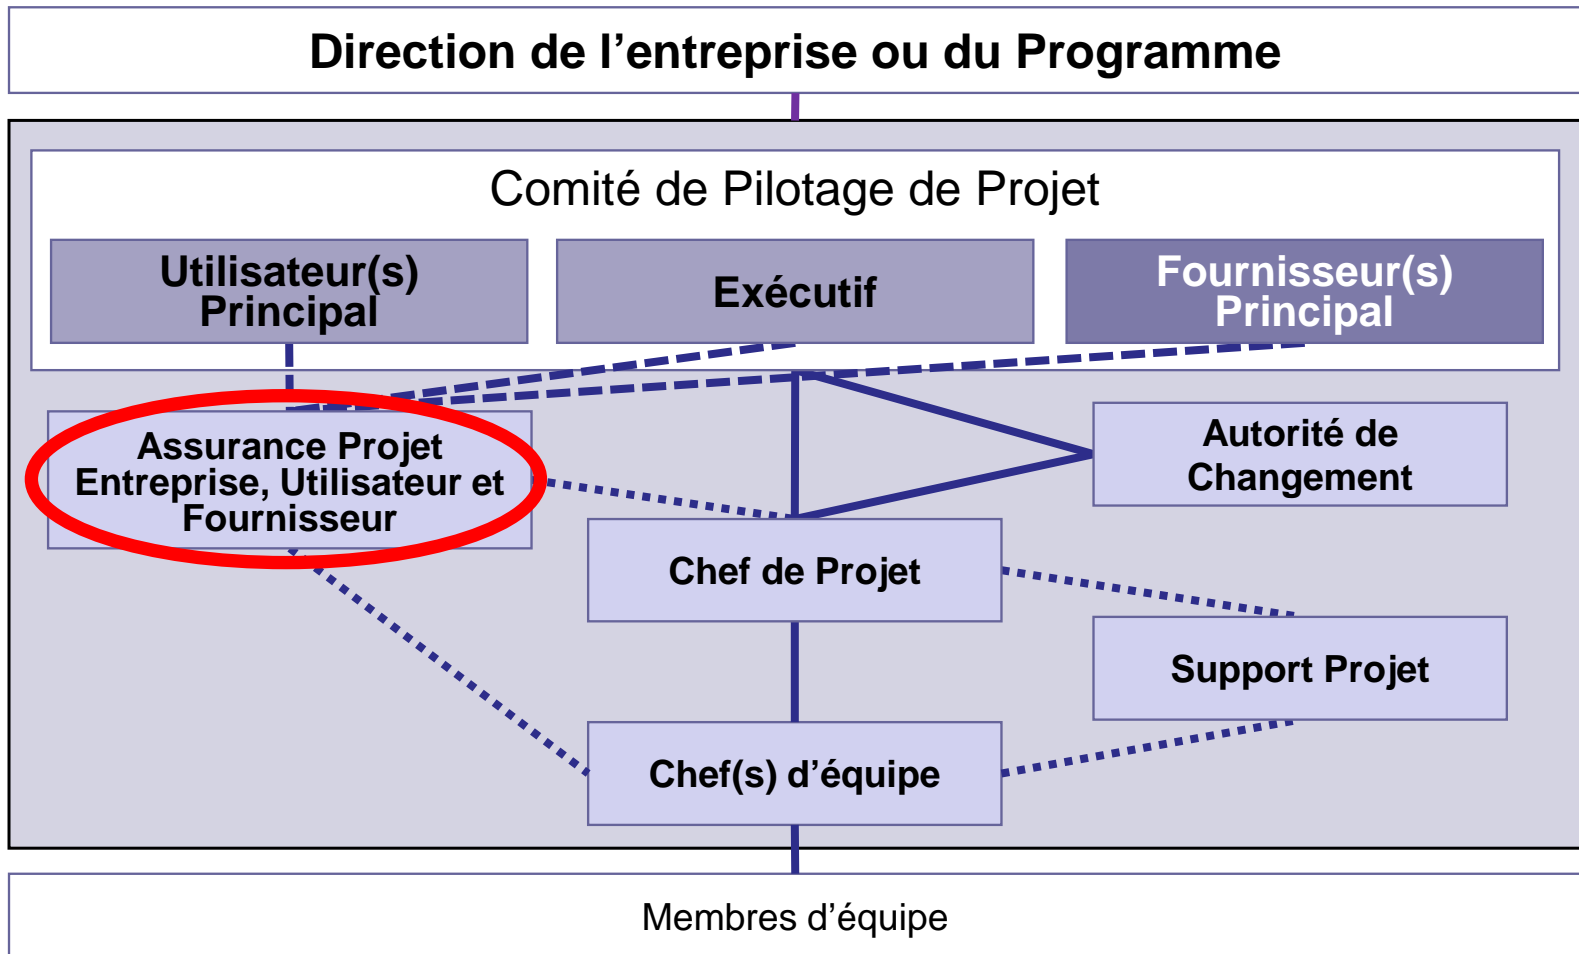 Direction de l’entreprise ou du Programme
Comité de Pilotage de Projet
Utilisateur(s)
Principal
Exécutif
Fournisseur(s)
Principal
Assurance Projet
Entreprise, Utilisateur et
Fournisseur
Autorité de
Changement
Chef de Projet
Support Projet
Chef(s) d’équipe
Membres d’équipe